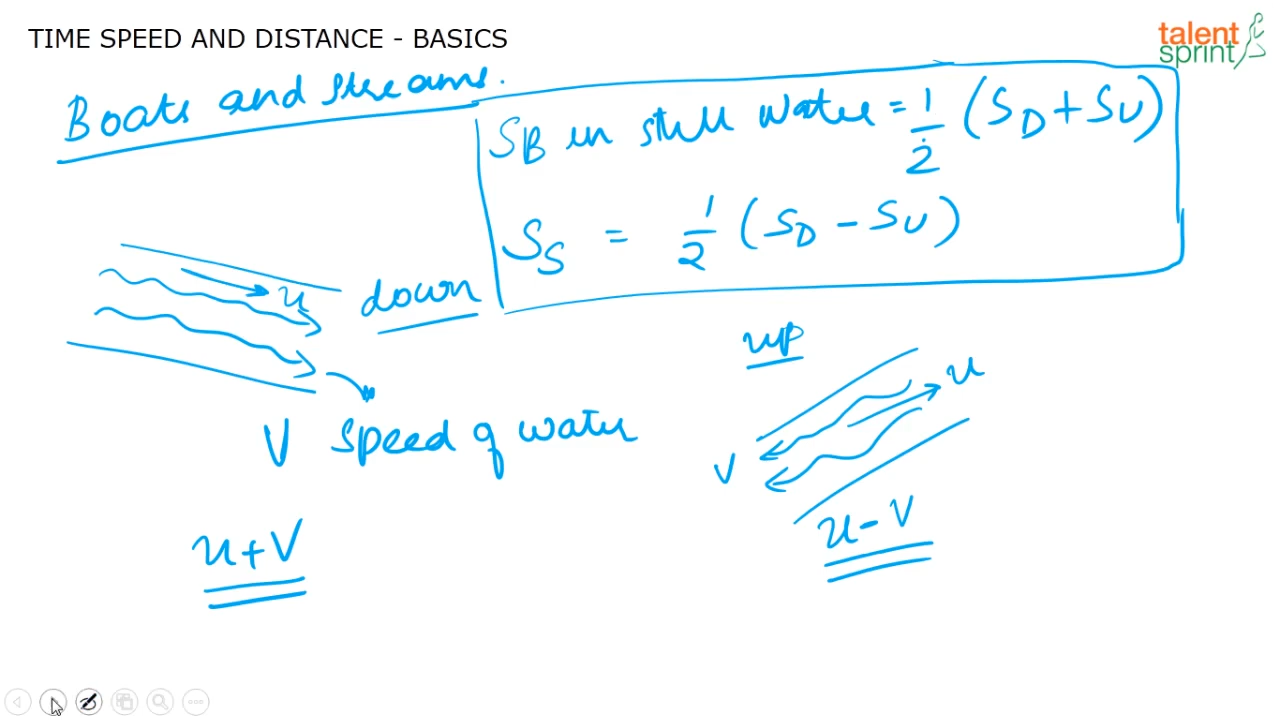 TIME SPEED AND DISTANCE - BASICS
talent
sprint
Boats and streams.
SB in still water = 1/2 (SD + SU)
SS = 1/2 (SD - SU)
u
down
V speed of water
u + V
up
u
V
u - V